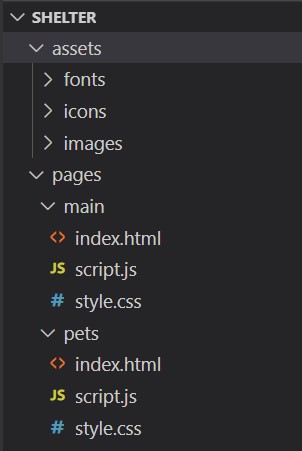 SHELTER
assets
fonts
icons
images
pages
main
<> index.html
JS script.js
# style.css
pets
<> index.html
JS script.js
# style.css